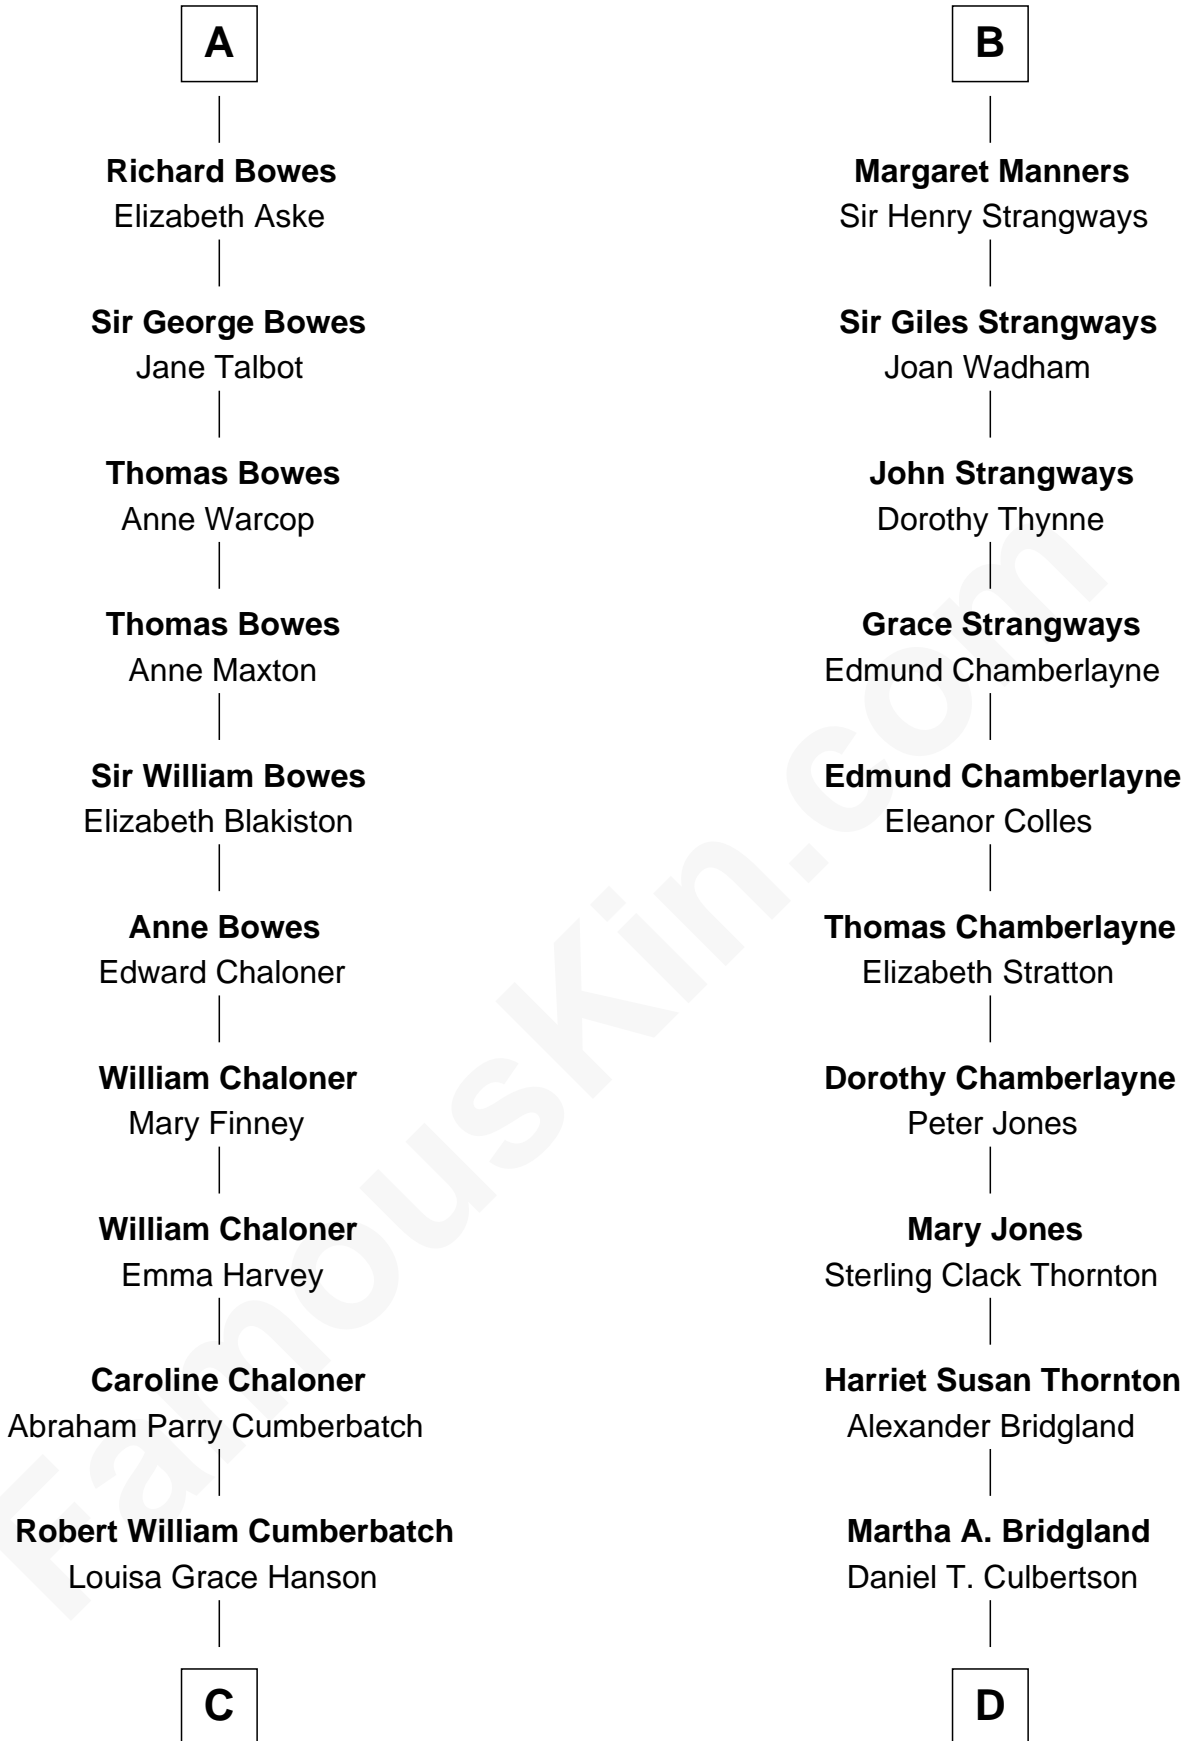 A
Richard Bowes
Elizabeth Aske
Sir George Bowes
Jane Talbot
Thomas Bowes
Anne Warcop
Thomas Bowes
Anne Maxton
Sir William Bowes
Elizabeth Blakiston
Anne Bowes
Edward Chaloner
William Chaloner
Mary Finney
William Chaloner
Emma Harvey
Caroline Chaloner
Abraham Parry Cumberbatch
Robert William Cumberbatch
Louisa Grace Hanson
C
B
Margaret Manners
Sir Henry Strangways
Sir Giles Strangways
Joan Wadham
John Strangways
Dorothy Thynne
Grace Strangways
Edmund Chamberlayne
Edmund Chamberlayne
Eleanor Colles
Thomas Chamberlayne
Elizabeth Stratton
Dorothy Chamberlayne
Peter Jones
Mary Jones
Sterling Clack Thornton
Harriet Susan Thornton
Alexander Bridgland
Martha A. Bridgland
Daniel T. Culbertson
D
FamousKin.com